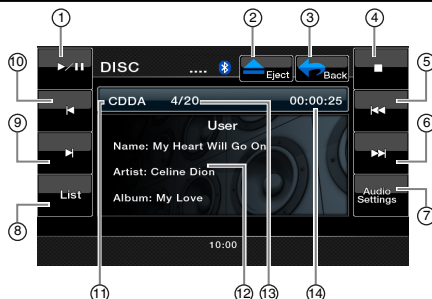 ① ② ③ ④
DISC .... Eject Back
⑩ ⑤
CDDA 4/20 00:00:25
User
⑨ Name: My Heart Will Go On ⑥
Artist: Celine Dion
List Audio Settings
Album: My Love
⑧ ⑦
10:00
⑪ ⑫ ⑬ ⑭